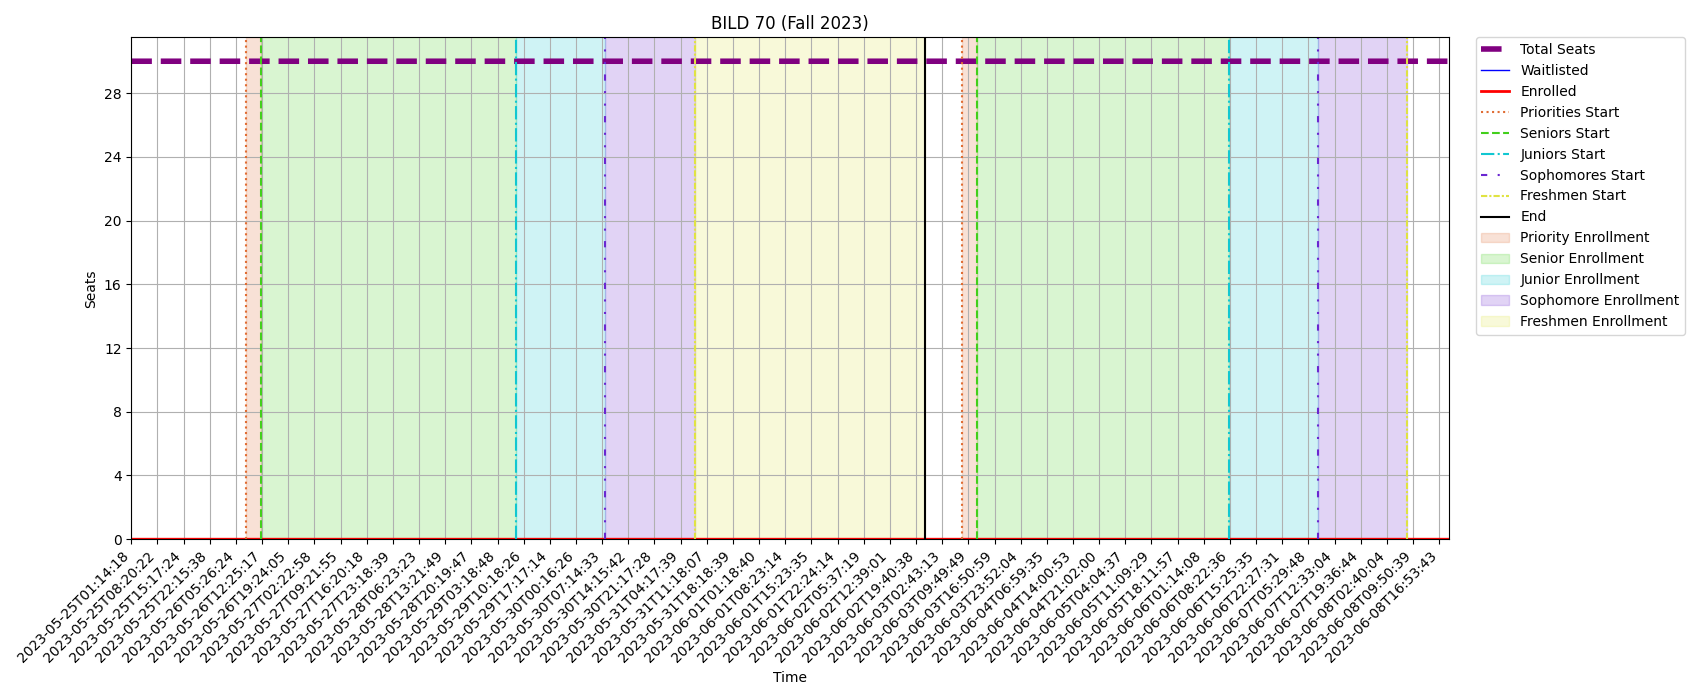 BILD 70 (Fall 2023)
Total Seats
Waitlisted
Enrolled
Priorities Start
Seniors Start
Juniors Start
Sophomores Start
Freshmen Start
End
Priority Enrollment
Senior Enrollment
Junior Enrollment
Sophomore Enrollment
Freshmen Enrollment
Seats
28
24
20
16
12
8
4
0
2023-05-25T01:14:18
2023-05-25T08:20:22
2023-05-25T15:17:24
2023-05-25T22:15:38
2023-05-26T05:26:24
2023-05-26T12:25:17
2023-05-26T19:24:05
2023-05-27T02:22:58
2023-05-27T09:21:55
2023-05-27T16:20:18
2023-05-27T23:18:39
2023-05-28T06:23:23
2023-05-28T13:21:49
2023-05-28T20:19:47
2023-05-29T03:18:48
2023-05-29T10:18:26
2023-05-29T17:17:14
2023-05-30T00:16:26
2023-05-30T07:14:33
2023-05-30T14:15:42
2023-05-30T21:17:28
2023-05-31T04:17:39
2023-05-31T11:18:07
2023-05-31T18:18:39
2023-06-01T01:18:40
2023-06-01T08:23:14
2023-06-01T15:23:35
2023-06-01T22:24:14
2023-06-02T05:37:19
2023-06-02T12:39:01
2023-06-02T19:40:38
2023-06-03T02:43:13
2023-06-03T09:49:49
2023-06-03T16:50:59
2023-06-03T23:52:04
2023-06-04T06:59:35
2023-06-04T14:00:53
2023-06-04T21:02:00
2023-06-05T04:04:37
2023-06-05T11:09:29
2023-06-05T18:11:57
2023-06-06T01:14:08
2023-06-06T08:22:36
2023-06-06T15:25:35
2023-06-06T22:27:31
2023-06-07T05:29:48
2023-06-07T12:33:04
2023-06-07T19:36:44
2023-06-08T02:40:04
2023-06-08T09:50:39
2023-06-08T16:53:43
Time